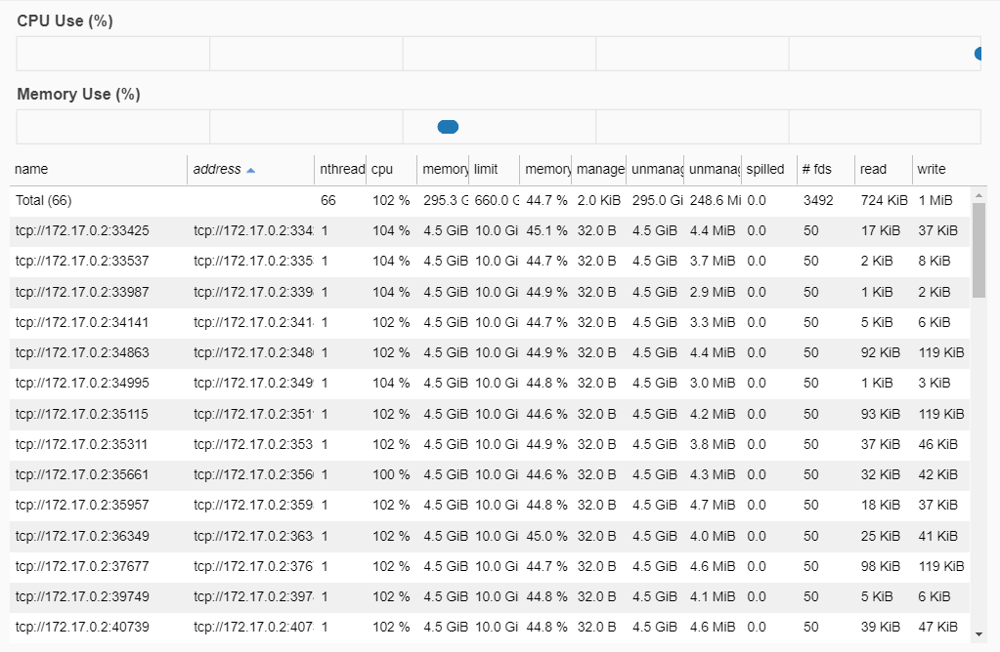 CPU Use (%)
Memory Use (%)
name address nthread cpu memory limit memory manage unmanag unmanag spilled # fds read write
Total (66) 66 102 % 295.3 G 660.0 G 44.7 % 2.0 KiB 295.0 Gi 248.6 Mi 0.0 3492 724 KiB 1 MiB
tcp://172.17.0.2:33425 tcp://172.17.0.2:334 1 104 % 4.5 GiB 10.0 Gi 45.1 % 32.0 B 4.5 GiB 4.4 MiB 0.0 50 17 KiB 37 KiB
tcp://172.17.0.2:33537 tcp://172.17.0.2:335 1 104 % 4.5 GiB 10.0 Gi 44.7 % 32.0 B 4.5 GiB 3.7 MiB 0.0 50 2 KiB 8 KiB
tcp://172.17.0.2:33987 tcp://172.17.0.2:339 1 104 % 4.5 GiB 10.0 Gi 44.9 % 32.0 B 4.5 GiB 2.9 MiB 0.0 50 1 KiB 2 KiB
tcp://172.17.0.2:34141 tcp://172.17.0.2:341 1 102 % 4.5 GiB 10.0 Gi 44.7 % 32.0 B 4.5 GiB 3.3 MiB 0.0 50 5 KiB 6 KiB
tcp://172.17.0.2:34863 tcp://172.17.0.2:348 1 102 % 4.5 GiB 10.0 Gi 44.9 % 32.0 B 4.5 GiB 4.4 MiB 0.0 50 92 KiB 119 KiB
tcp://172.17.0.2:34995 tcp://172.17.0.2:349 1 104 % 4.5 GiB 10.0 Gi 44.8 % 32.0 B 4.5 GiB 3.0 MiB 0.0 50 1 KiB 3 KiB
tcp://172.17.0.2:35115 tcp://172.17.0.2:351 1 102 % 4.5 GiB 10.0 Gi 44.6 % 32.0 B 4.5 GiB 4.2 MiB 0.0 50 93 KiB 119 KiB
tcp://172.17.0.2:35311 tcp://172.17.0.2:353 1 102 % 4.5 GiB 10.0 Gi 44.9 % 32.0 B 4.5 GiB 3.8 MiB 0.0 50 37 KiB 46 KiB
tcp://172.17.0.2:35661 tcp://172.17.0.2:356 1 100 % 4.5 GiB 10.0 Gi 44.6 % 32.0 B 4.5 GiB 4.3 MiB 0.0 50 32 KiB 42 KiB
tcp://172.17.0.2:35957 tcp://172.17.0.2:359 1 102 % 4.5 GiB 10.0 Gi 44.8 % 32.0 B 4.5 GiB 4.7 MiB 0.0 50 18 KiB 37 KiB
tcp://172.17.0.2:36349 tcp://172.17.0.2:363 1 102 % 4.5 GiB 10.0 Gi 45.0 % 32.0 B 4.5 GiB 4.0 MiB 0.0 50 25 KiB 41 KiB
tcp://172.17.0.2:37677 tcp://172.17.0.2:376 1 102 % 4.5 GiB 10.0 Gi 44.7 % 32.0 B 4.5 GiB 4.6 MiB 0.0 50 98 KiB 119 KiB
tcp://172.17.0.2:39749 tcp://172.17.0.2:397 1 102 % 4.5 GiB 10.0 Gi 44.8 % 32.0 B 4.5 GiB 4.1 MiB 0.0 50 5 KiB 6 KiB
tcp://172.17.0.2:40739 tcp://172.17.0.2:407 1 102 % 4.5 GiB 10.0 Gi 44.8 % 32.0 B 4.5 GiB 4.6 MiB 0.0 50 39 KiB 47 KiB